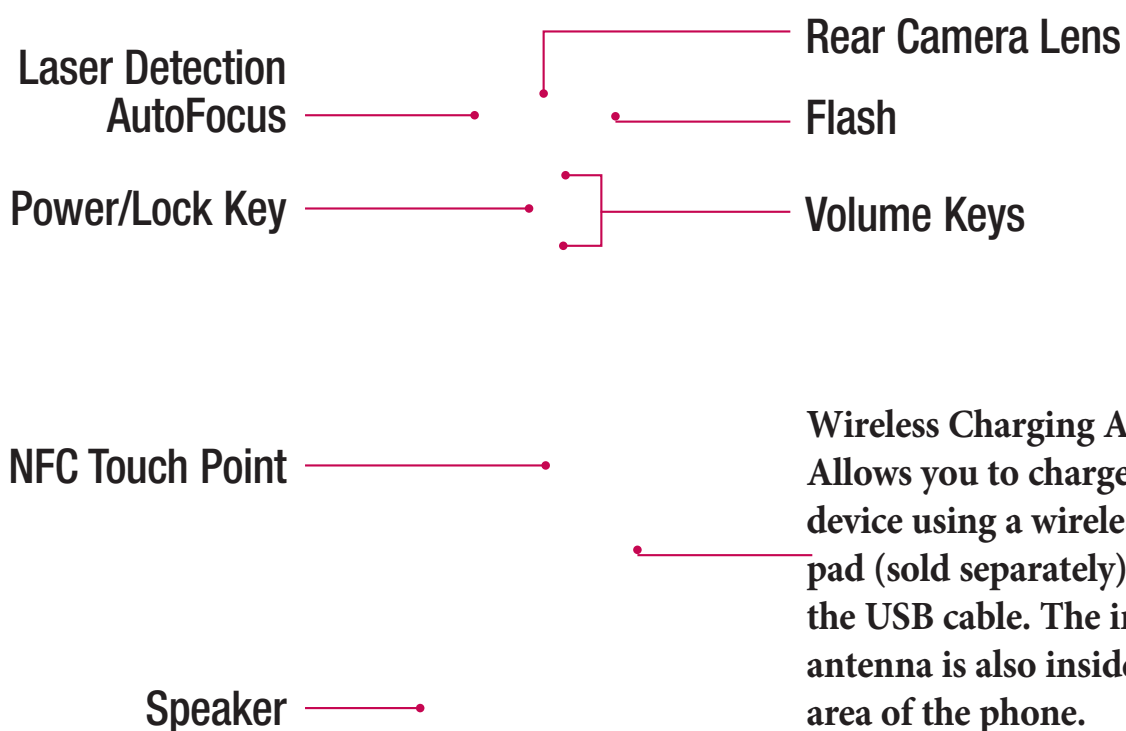 Laser Detection
AutoFocus
Power/Lock Key
NFC Touch Point
Speaker
Rear Camera Lens
Flash
Volume Keys
Wireless Charging
Allows you to charge
device using a
pad (sold separately)
the USB cable. The
antenna is also inside
area of the phone.